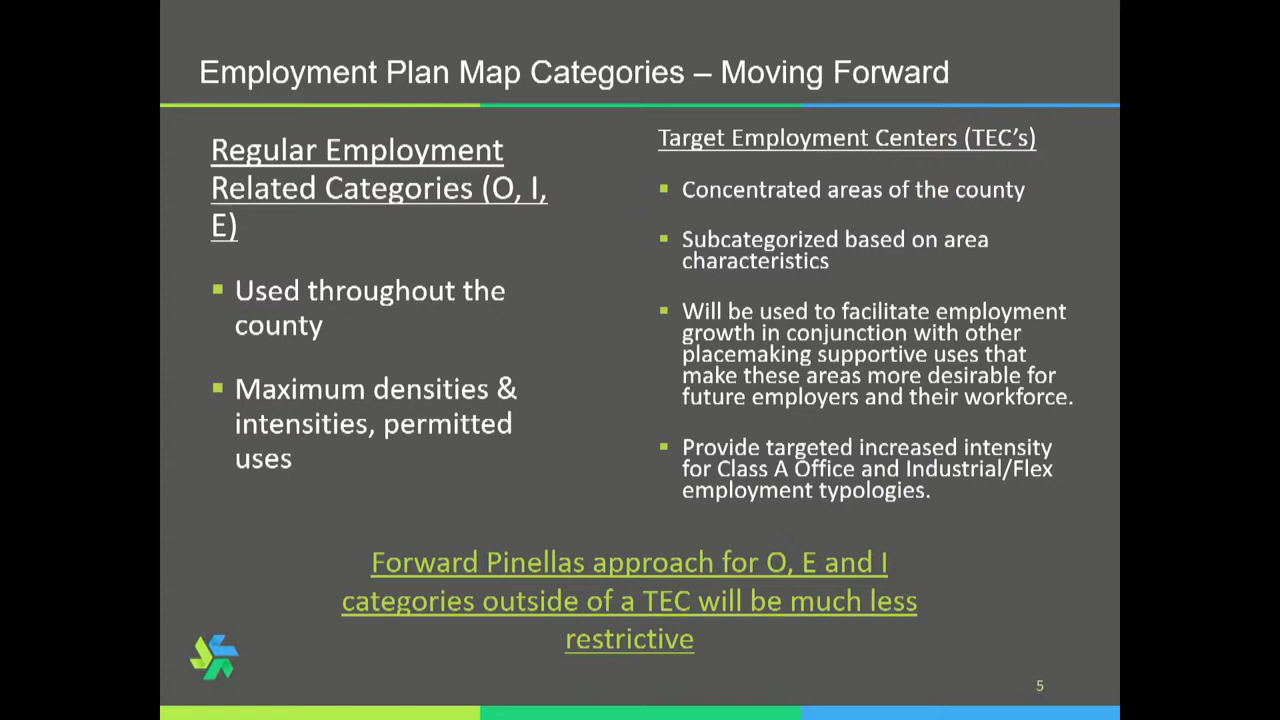 Employment Plan Map Categories – Moving Forward
Regular Employment
Related Categories (O, I,
E)
▪ Used throughout the
county
▪ Maximum densities &
intensities, permitted
uses
Target Employment Centers (TEC’s)
▪ Concentrated areas of the county
▪ Subcategorized based on area
characteristics
▪ Will be used to facilitate employment
growth in conjunction with other
placemaking supportive uses that
make these areas more desirable for
future employers and their workforce.
▪ Provide targeted increased intensity
for Class A Office and Industrial/Flex
employment typologies.
Forward Pinellas approach for O, E and I
categories outside of a TEC will be much less
restrictive
5